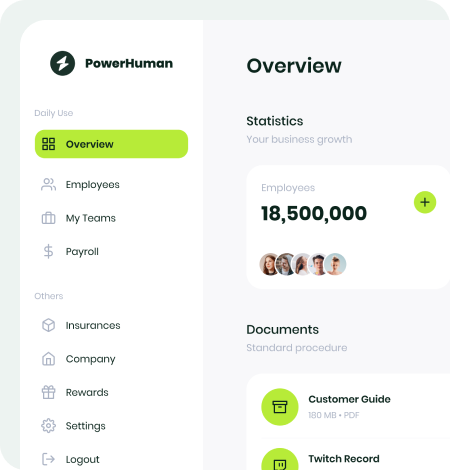 PowerHuman
Daily Use
Overview
Employees
My Teams
Payroll
Others
Insurances
Company
Rewards
Settings
Logout
Overview
Statistics
Your business growth
Employees
18,500,000
Documents
Standard procedure
Customer Guide
180 MB • PDF
Twitch Record